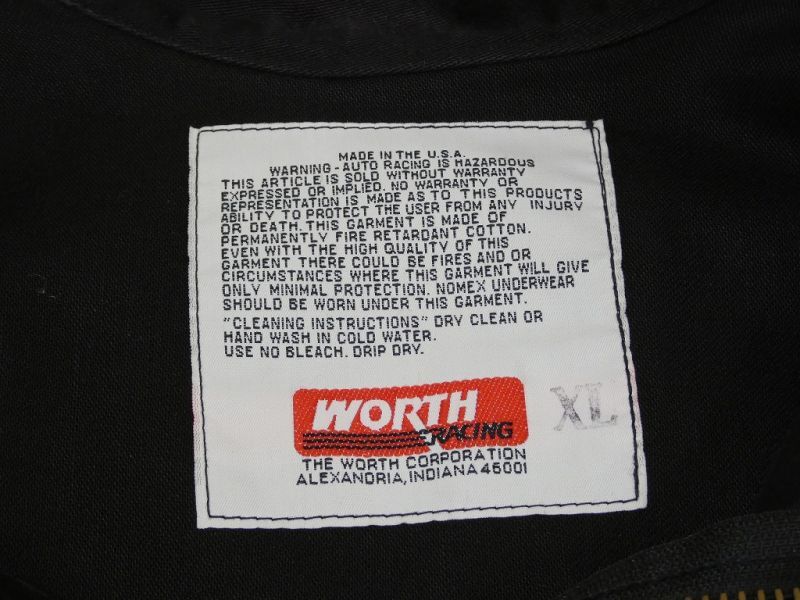 MADE IN THE U.S.A.
WARNING - AUTO RACING IS HAZARDOUS
THIS ARTICLE IS SOLD WITHOUT WARRANTY
EXPRESSED OR IMPLIED. NO WARRANTY OR
REPRESENTATION IS MADE AS TO THIS PRODUCTS
ABILITY TO PROTECT THE USER FROM ANY INJURY
OR DEATH. THIS GARMENT IS MADE OF
PERMANENTLY FIRE RETARDANT COTTON.
EVEN WITH THE HIGH QUALITY OF THIS
GARMENT THERE COULD BE FIRES AND OR
CIRCUMSTANCES WHERE THIS GARMENT WILL GIVE
ONLY MINIMAL PROTECTION. NOMEX UNDERWEAR
SHOULD BE WORN UNDER THIS GARMENT.
"CLEANING INSTRUCTIONS" DRY CLEAN OR
HAND WASH IN COLD WATER.
USE NO BLEACH. DRIP DRY.
WORTH
RACING
XL
THE WORTH CORPORATION
ALEXANDRIA, INDIANA 46001